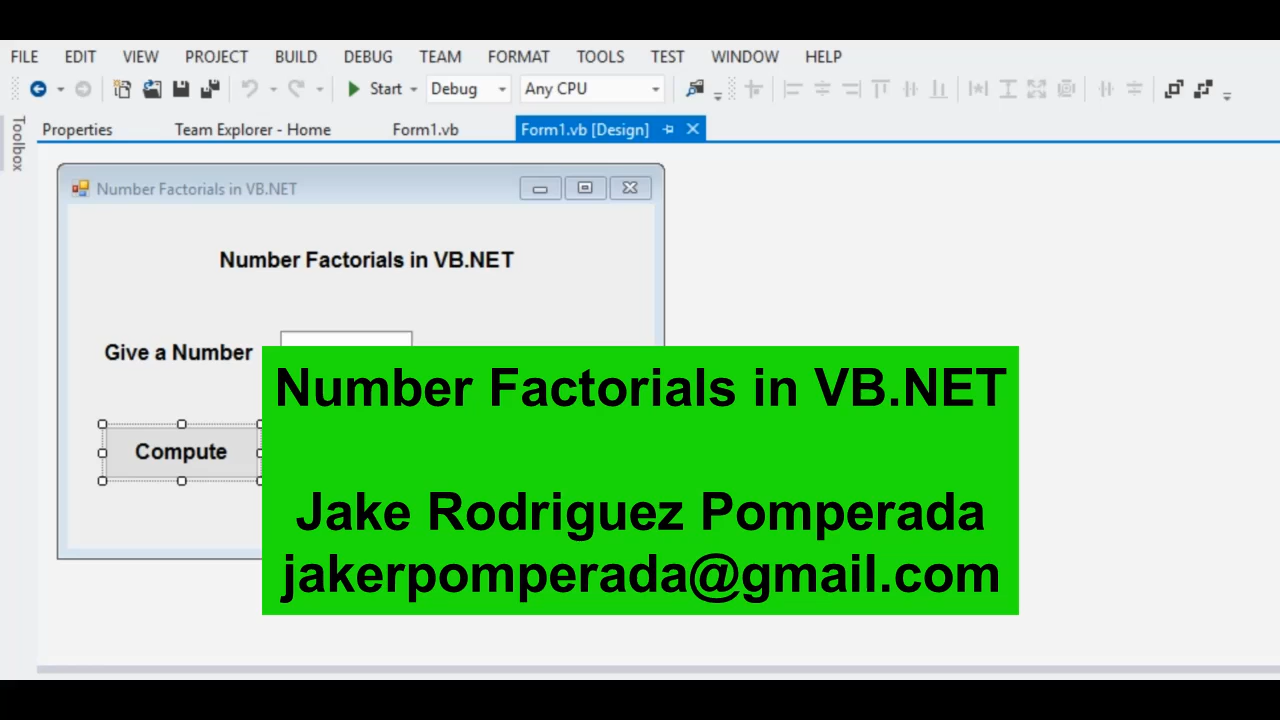 FILE EDIT VIEW PROJECT BUILD DEBUG TEAM FORMAT TOOLS TEST WINDOW HELP
Start Debug Any CPU
Toolbox
Properties Team Explorer - Home Form1.vb Form1.vb [Design]
Number Factorials in VB.NET
Number Factorials in VB.NET
Give a Number
Compute
Number Factorials in VB.NET
Jake Rodriguez Pomperada
jakerpomperada@gmail.com